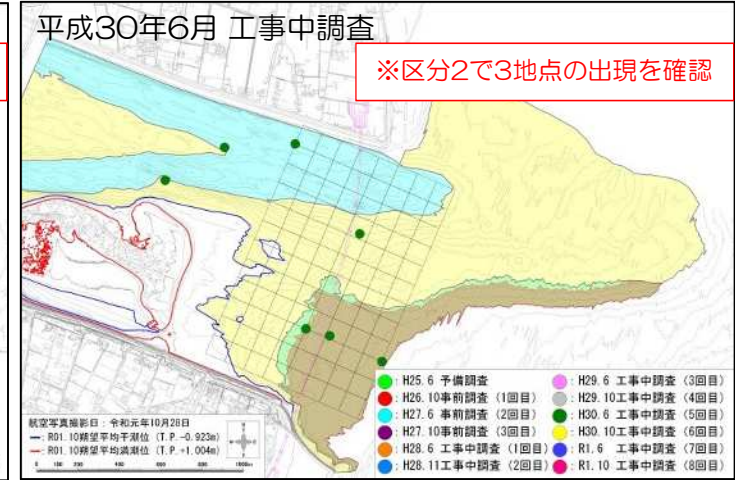 平成30年6月 工事中調査
※区分2で3地点の出現を確認
: H25.6 予備調査
: H26.10事前調査 (1回目)
: H27.6 事前調査 (2回目)
: H27.10事前調査 (3回目)
: H28.6 工事中調査 (1回目)
: H28.11工事中調査 (2回目)
: H29.6 工事中調査 (3回目)
: H29.10工事中調査 (4回目)
: H30.6 工事中調査 (5回目)
: H30.10工事中調査 (6回目)
: R1.6 工事中調査 (7回目)
: R1.10 工事中調査 (8回目)
航空写真撮影日 : 令和元年10月28日
: R01.10朔望平均干潮位 (T.P.-0.923m)
: R01.10朔望平均満潮位 (T.P.+1.004m)
0 100 200 400 600 800 1000m